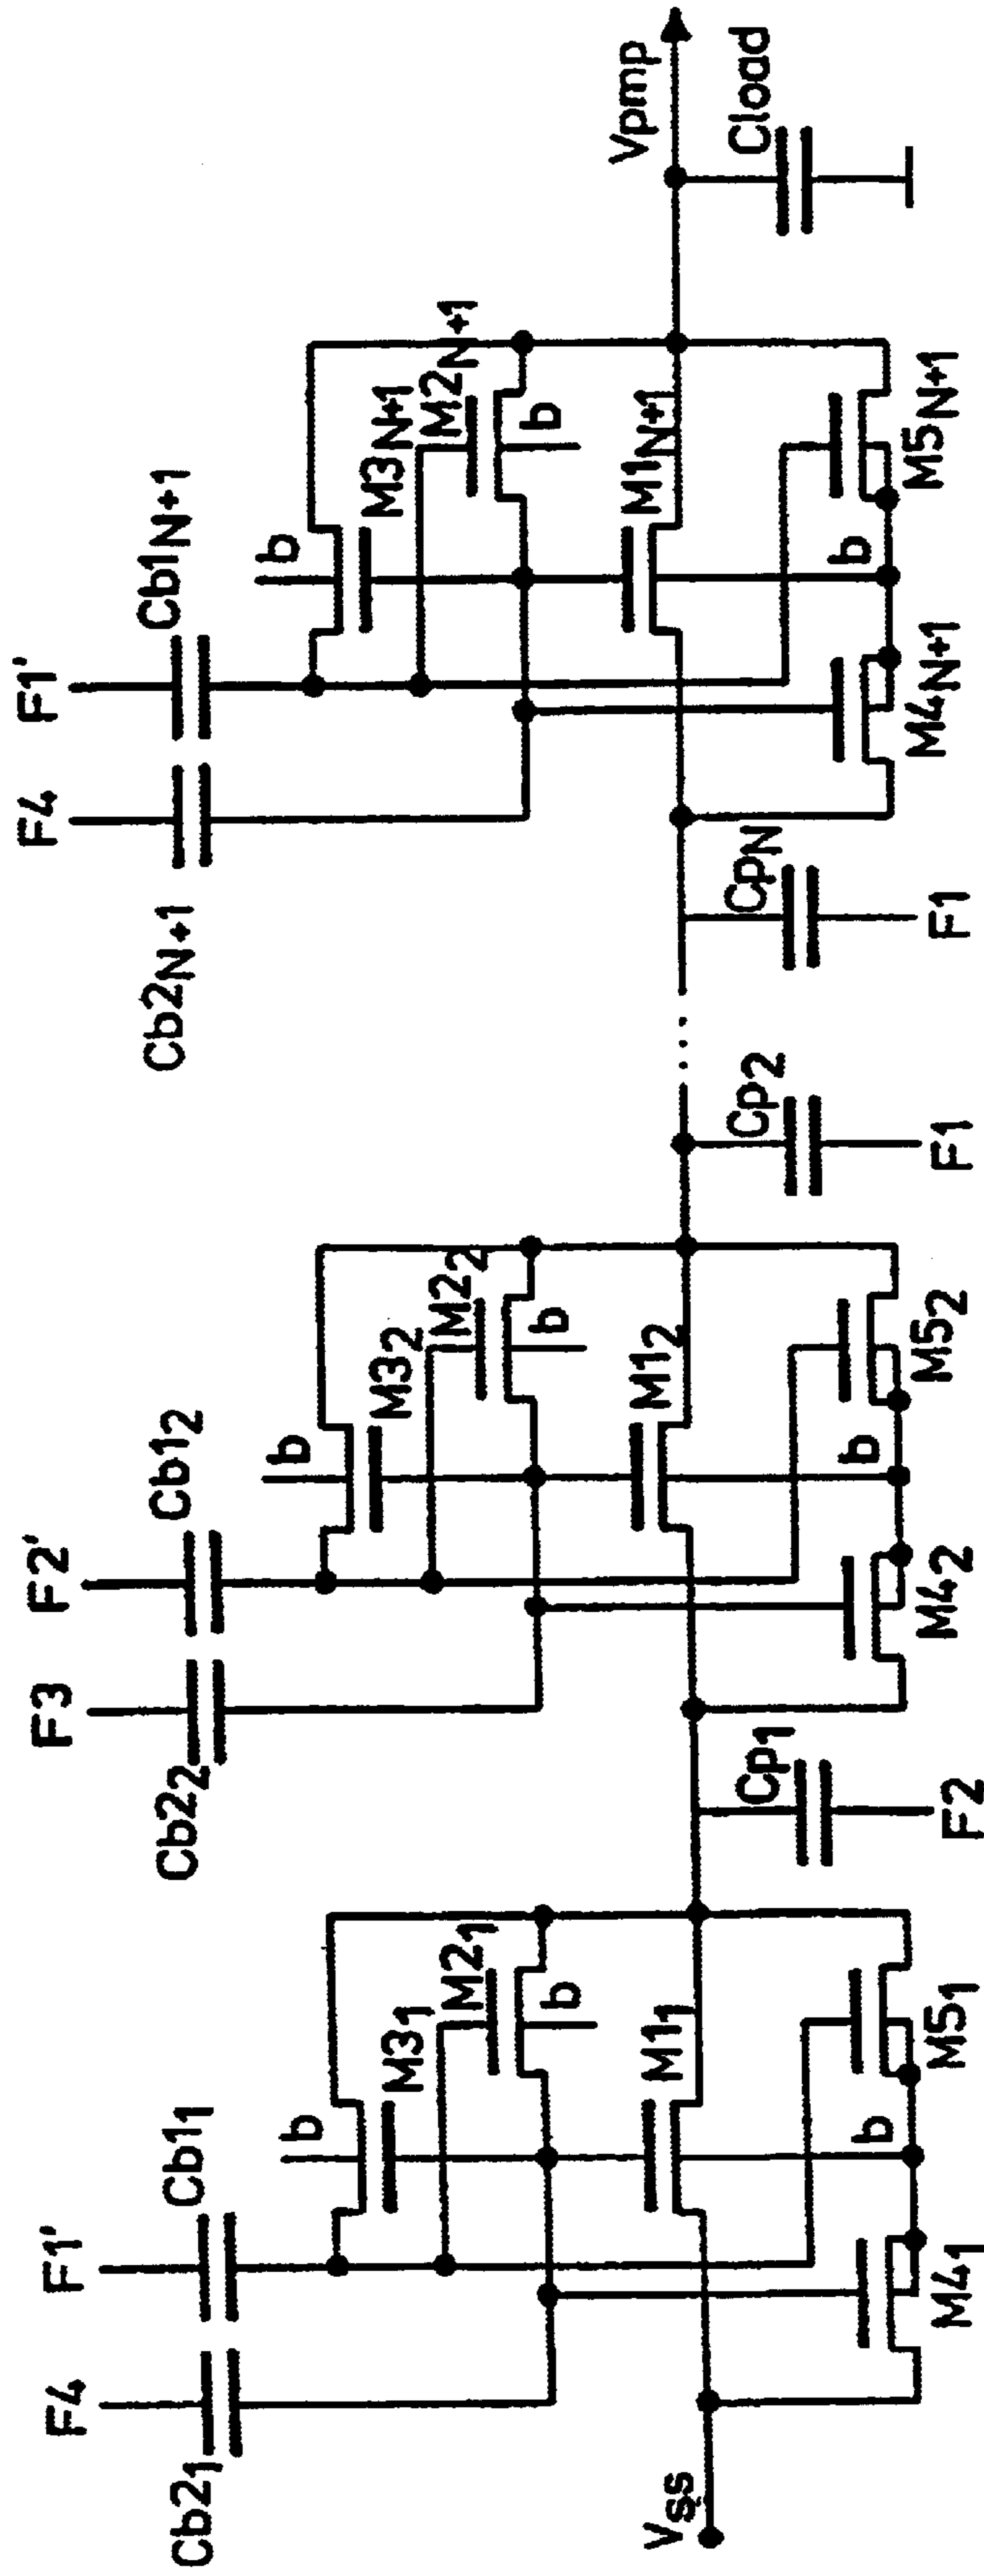 F4
F1'
F3
F2'
F4
F1'
Cb2₁
Cb1₁
Cb2₂
Cb1₂
Cb2N+1
Cb1N+1
b
M3₁
M2₁
b
b
M3₂
M2₂
b
b
M3N+1
M2N+1
b
Vss
M1₁
M1₂
M1N+1
Vpmp
b
Cp1
b
Cp2
CpN
b
Cload
M4₁
M5₁
F2
M4₂
M5₂
F1
F1
M4N+1
M5N+1